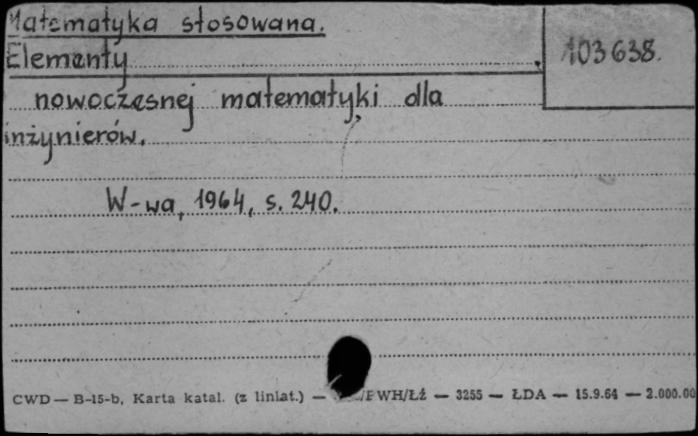 Matematyka stosowana.
103638.
Elementy
nowoczesnej matematyki dla
inżynierów.
W-wa, 1964, s. 240.
CWD — B-15-b, Karta katal. (z liniat.) — /PWH/Łź — 3255 — ŁDA — 15.9.64 — 2.000.00